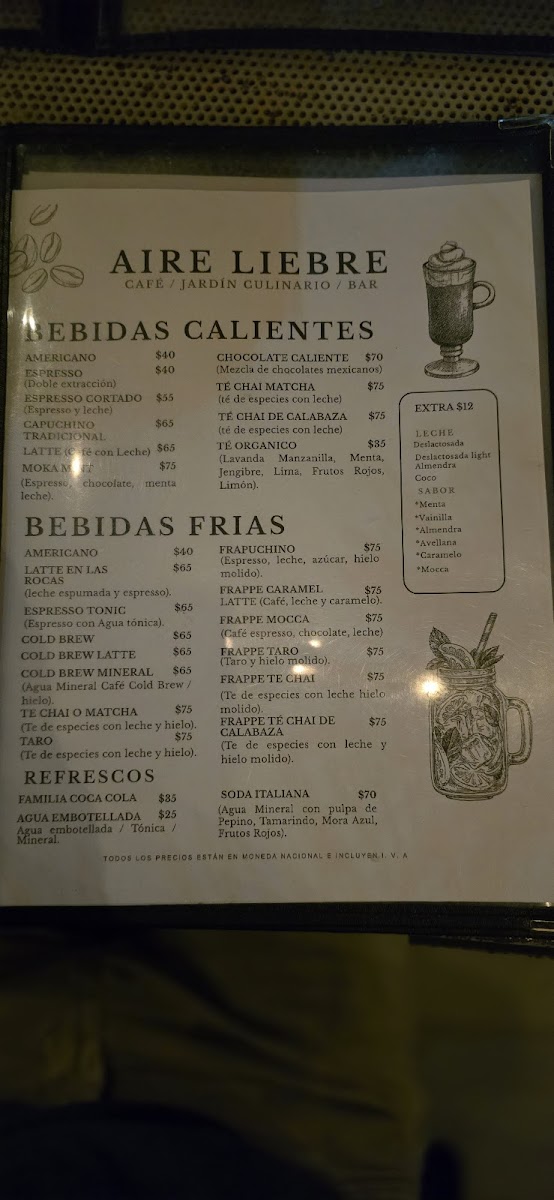 AIRE LIEBRE
CAFÉ / JARDÍN CULINARIO / BAR
BEBIDAS CALIENTES
AMERICANO $40
ESPRESSO $40
(Doble extracción)
ESPRESSO CORTADO $55
(Espresso y leche)
CAPUCHINO $65
TRADICIONAL
LATTE (Café con Leche) $65
MOKA MINT $75
(Espresso, chocolate, menta
leche).
CHOCOLATE CALIENTE $70
(Mezcla de chocolates mexicanos)
TÉ CHAI MATCHA $75
(té de especies con leche)
TÉ CHAI DE CALABAZA $75
(té de especies con leche)
TÉ ORGANICO $35
(Lavanda Manzanilla, Menta,
Jengibre, Lima, Frutos Rojos,
Limón).
EXTRA $12
LECHE
Deslactosada
Deslactosada light
Almendra
Coco
SABOR
*Menta
*Vainilla
*Almendra
*Avellana
*Caramelo
*Mocca
BEBIDAS FRIAS
AMERICANO $40
LATTE EN LAS $65
ROCAS
(leche espumada y espresso).
ESPRESSO TONIC $65
(Espresso con Agua tónica).
COLD BREW $65
COLD BREW LATTE $65
COLD BREW MINERAL $65
(Agua Mineral Café Cold Brew /
hielo).
TE CHAI O MATCHA $75
(Te de especies con leche y hielo).
TARO $75
(Te de especies con leche y hielo).
FRAPUCHINO $75
(Espresso, leche, azúcar, hielo
molido).
FRAPPE CARAMEL $75
LATTE (Café, leche y caramelo).
FRAPPE MOCCA $75
(Café espresso, chocolate, leche)
FRAPPE TARO $75
(Taro y hielo molido).
FRAPPE TE CHAI $75
(Te de especies con leche hielo
molido).
FRAPPE TÉ CHAI DE $75
CALABAZA
(Te de especies con leche y
hielo molido).
REFRESCOS
FAMILIA COCA COLA $35
AGUA EMBOTELLADA $25
Agua embotellada / Tónica /
Mineral.
SODA ITALIANA $70
(Agua Mineral con pulpa de
Pepino, Tamarindo, Mora Azul,
Frutos Rojos).
TODOS LOS PRECIOS ESTÁN EN MONEDA NACIONAL E INCLUYEN I. V. A